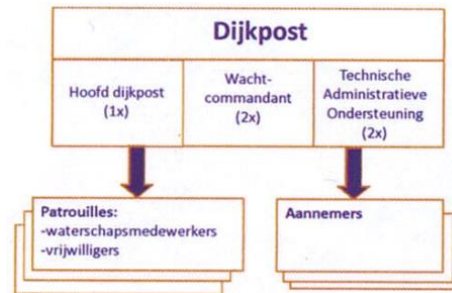 Dijkpost
Hoofd dijkpost
(1x)
Wacht-
commandant
(2x)
Technische
Administratieve
Ondersteuning
(2x)
Patrouilles:
-waterschapsmedewerkers
-vrijwilligers
Aannemers